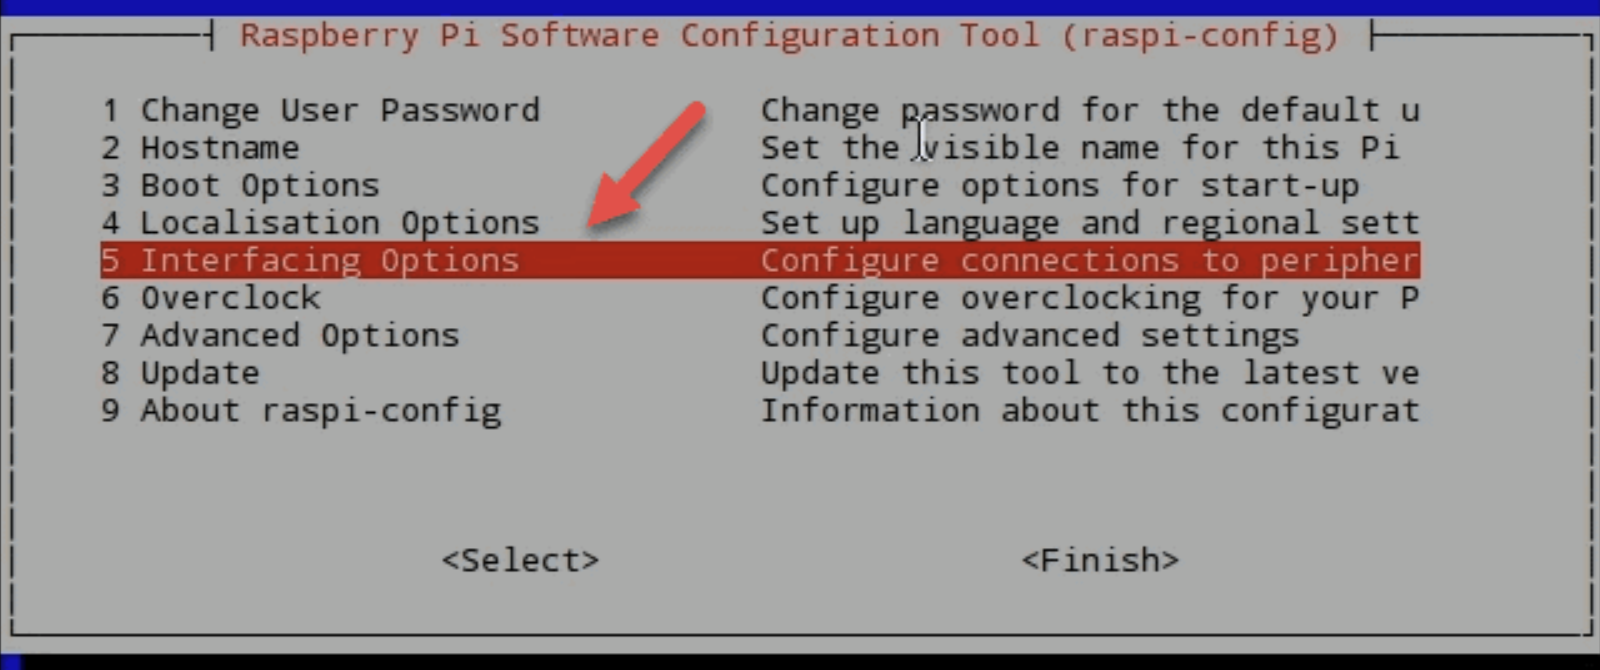 Raspberry Pi Software Configuration Tool (raspi-config)
1 Change User Password Change password for the default u
2 Hostname Set the visible name for this Pi
3 Boot Options Configure options for start-up
4 Localisation Options Set up language and regional sett
5 Interfacing Options Configure connections to peripher
6 Overclock Configure overclocking for your P
7 Advanced Options Configure advanced settings
8 Update Update this tool to the latest ve
9 About raspi-config Information about this configurat
<Select> <Finish>